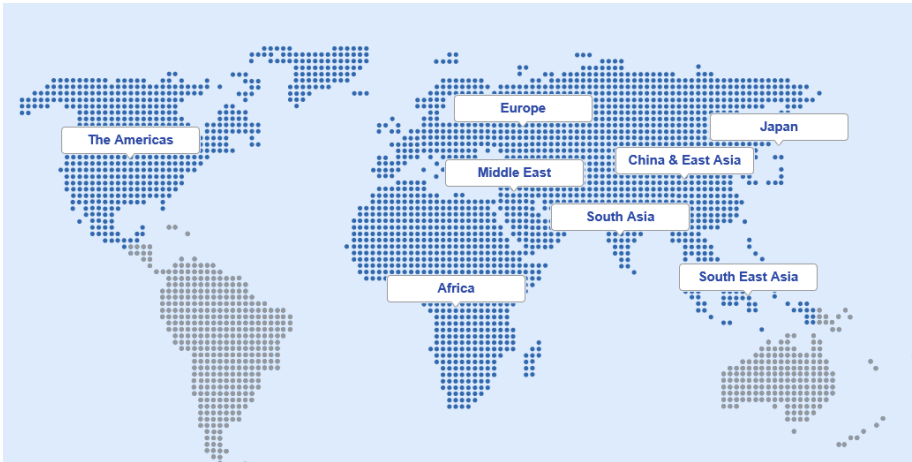 Europe
Japan
The Americas
China & East Asia
Middle East
South Asia
South East Asia
Africa